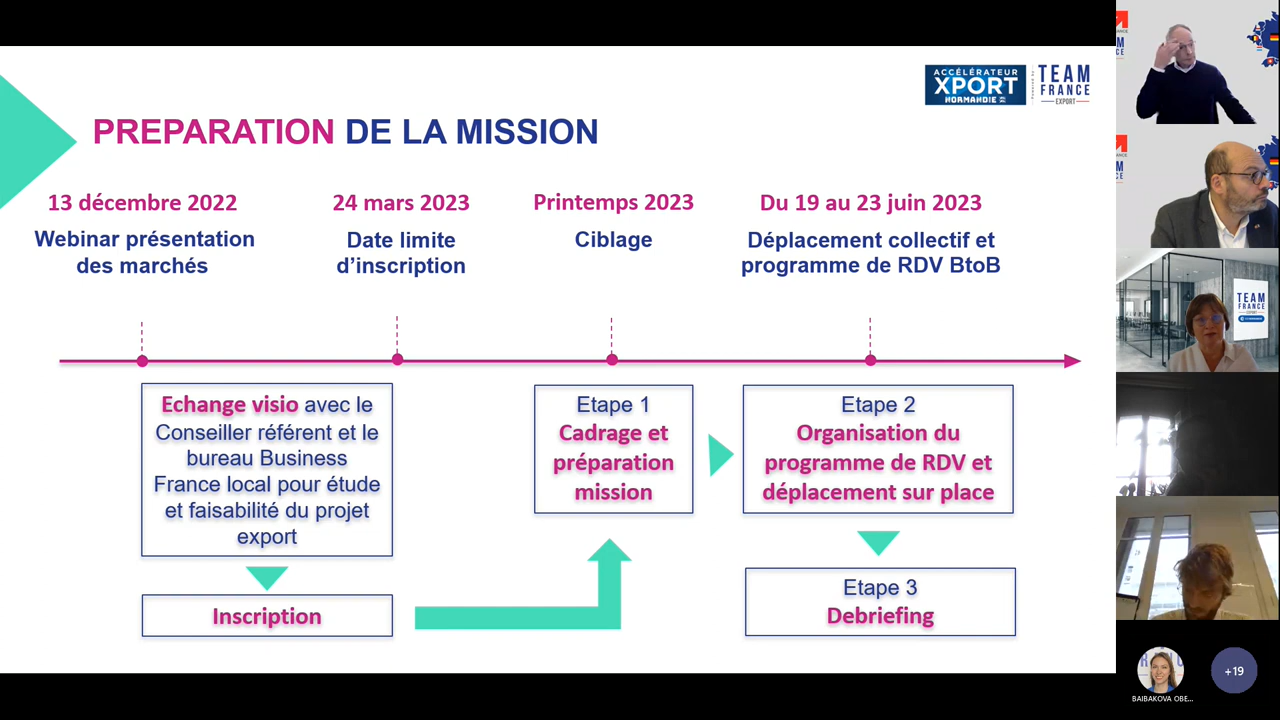 ACCÉLÉRATEUR
XPORT
NORMANDIE
TEAM
FRANCE
EXPORT
PREPARATION DE LA MISSION
13 décembre 2022
Webinar présentation
des marchés
24 mars 2023
Date limite
d’inscription
Printemps 2023
Ciblage
Du 19 au 23 juin 2023
Déplacement collectif et
programme de RDV BtoB
Echange visio avec le
Conseiller référent et le
bureau Business
France local pour étude
et faisabilité du projet
export
Inscription
Etape 1
Cadrage et
préparation
mission
Etape 2
Organisation du
programme de RDV et
déplacement sur place
Etape 3
Debriefing
TEAM
FRANCE
EXPORT
BAIBAKOVA OBE...
+19